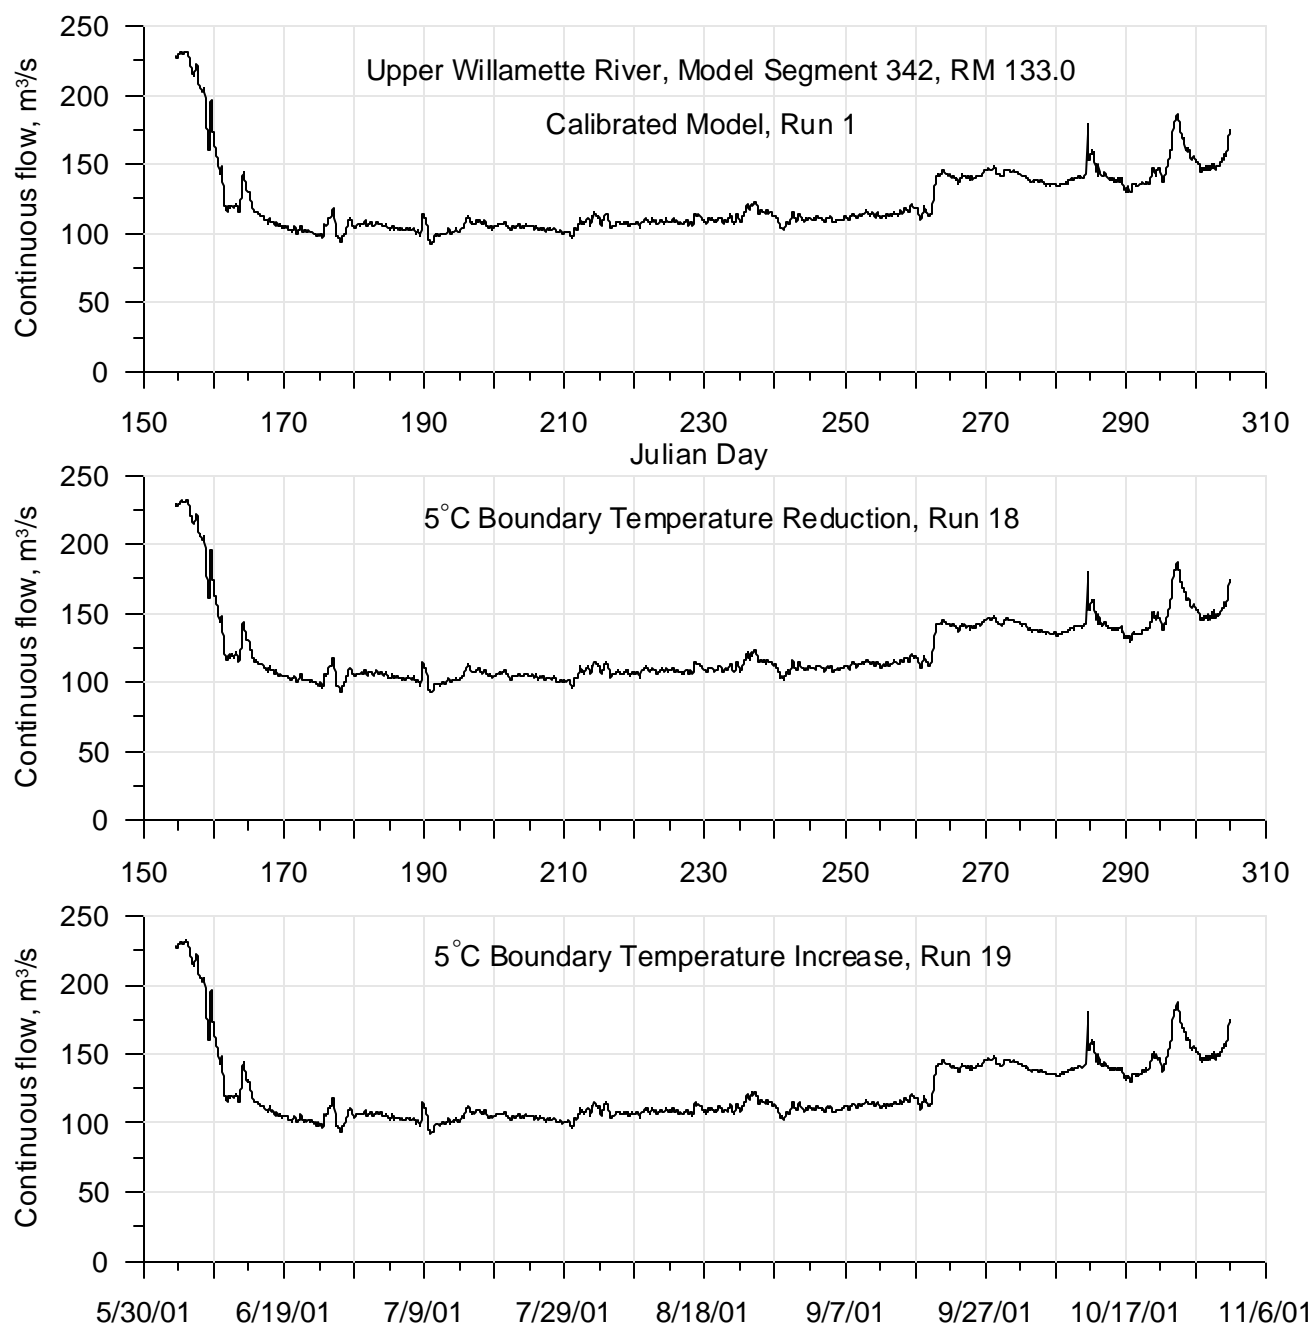 250
200
150
100
50
0
Continuous flow, m³/s
Upper Willamette River, Model Segment 342, RM 133.0
Calibrated Model, Run 1
150 170 190 210 230 250 270 290 310
Julian Day
250
200
150
100
50
0
Continuous flow, m³/s
5°C Boundary Temperature Reduction, Run 18
150 170 190 210 230 250 270 290 310
250
200
150
100
50
0
Continuous flow, m³/s
5°C Boundary Temperature Increase, Run 19
5/30/01 6/19/01 7/9/01 7/29/01 8/18/01 9/7/01 9/27/01 10/17/01 11/6/01